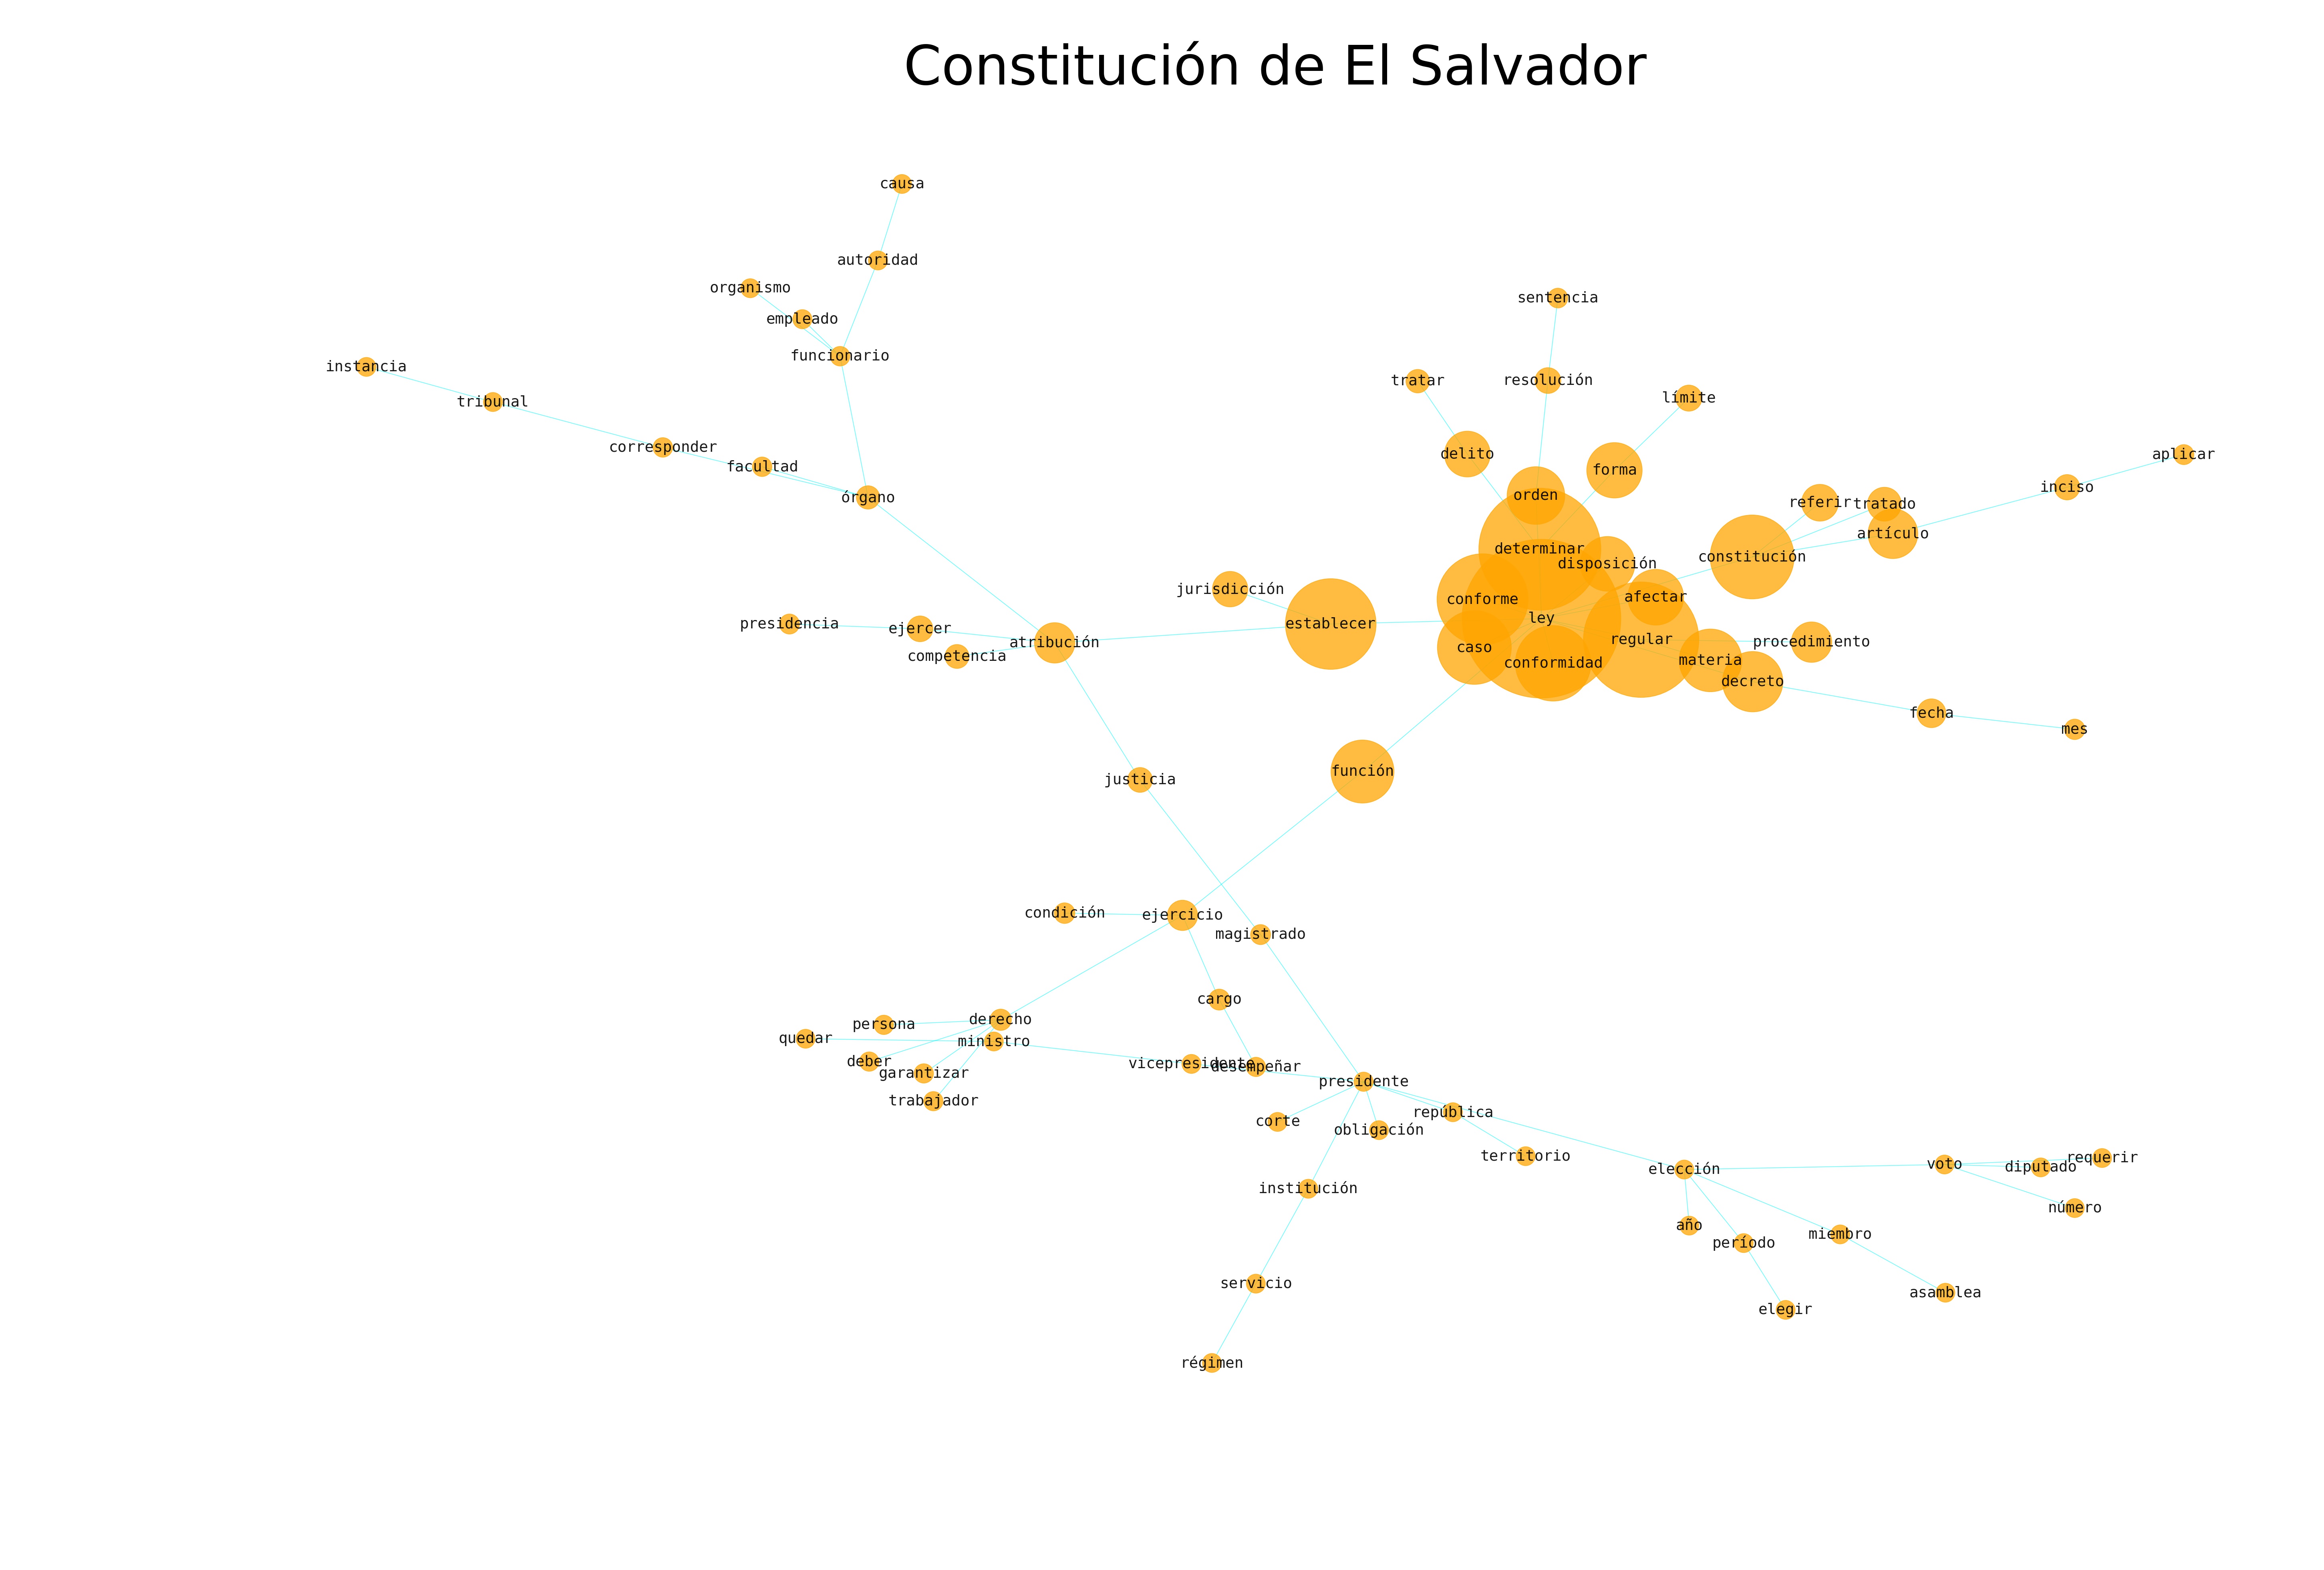 Constitución de El Salvador
causa
autoridad
organismo
sentencia
empleado
funcionario
instancia
tratar
resolución
límite
tribunal
corresponder
delito
aplicar
facultad
forma
inciso
órgano
orden
referir
tratado
artículo
determinar
constitución
disposición
jurisdicción
afectar
conforme
ley
presidencia
establecer
ejercer
regular
atribución
procedimiento
caso
competencia
materia
conformidad
decreto
fecha
mes
función
justicia
condición
ejercicio
magistrado
cargo
derecho
persona
quedar
ministro
deber
vicepresidente
desempeñar
garantizar
presidente
trabajador
república
corte
obligación
territorio
requerir
voto
diputado
elección
institución
número
año
miembro
período
servicio
asamblea
elegir
régimen